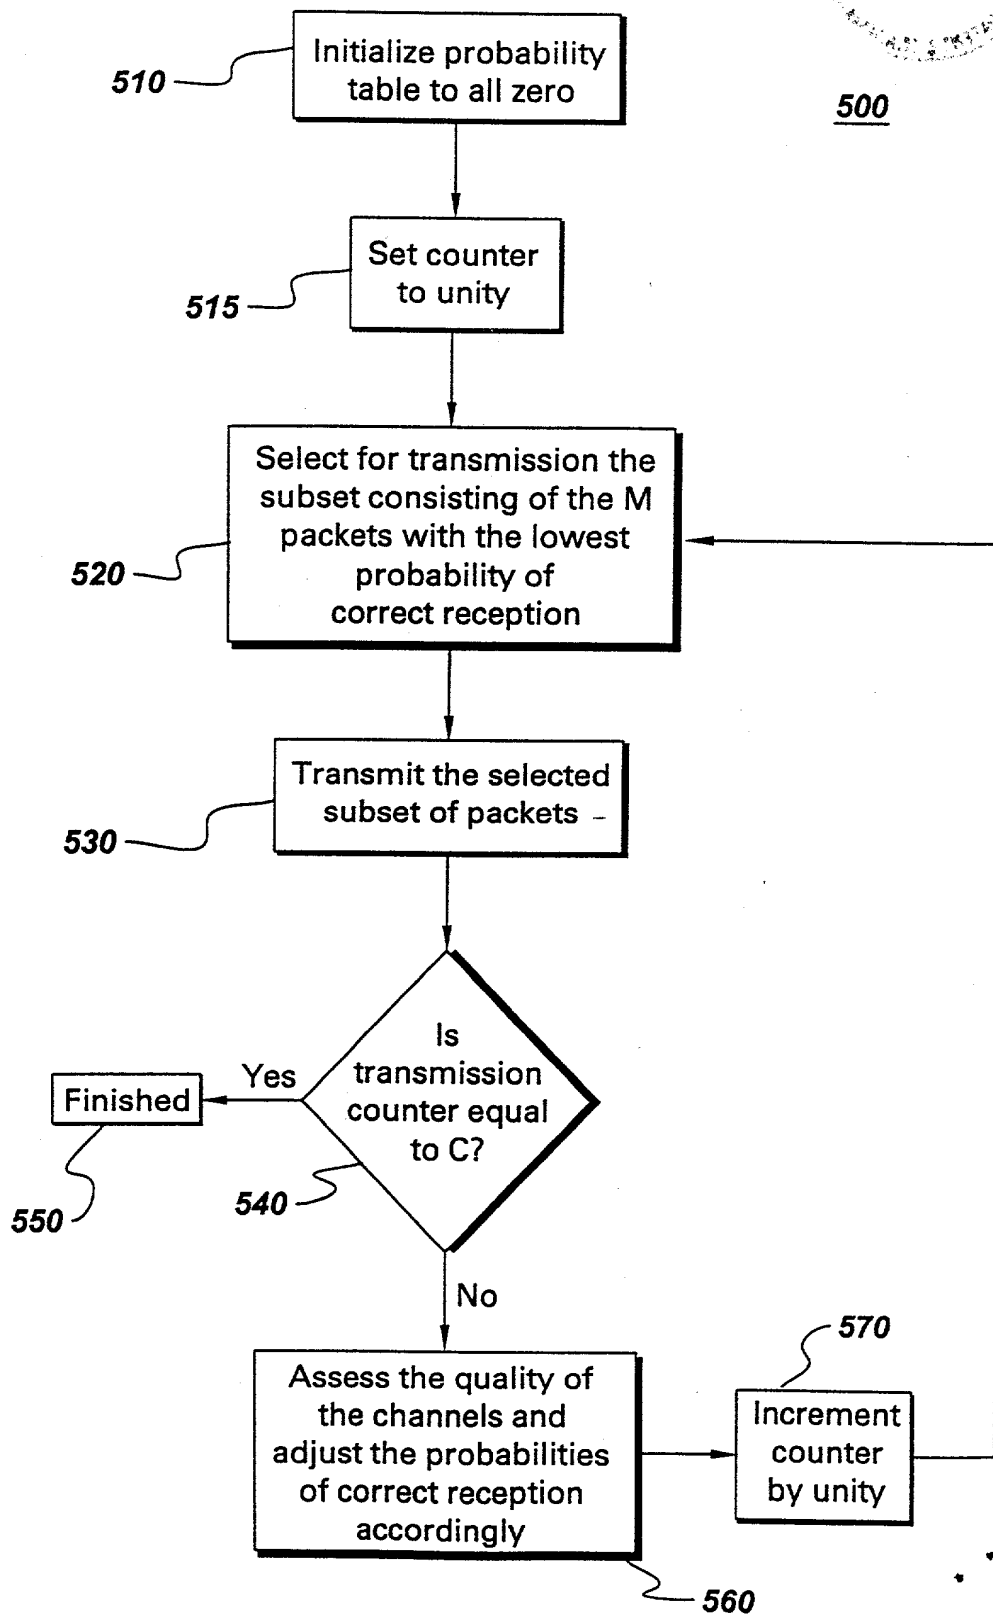 Initialize probability
table to all zero
510
500
Set counter
to unity
515
Select for transmission the
subset consisting of the M
packets with the lowest
probability of
correct reception
520
Transmit the selected
subset of packets
530
Is
transmission
counter equal
to C?
540
Yes
Finished
550
No
570
Assess the quality of
the channels and
adjust the probabilities
of correct reception
accordingly
560
Increment
counter
by unity